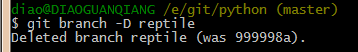 diao@DIAOGUANQIANG /e/git/python (master)
$ git branch -D reptile
Deleted branch reptile (was 999998a).